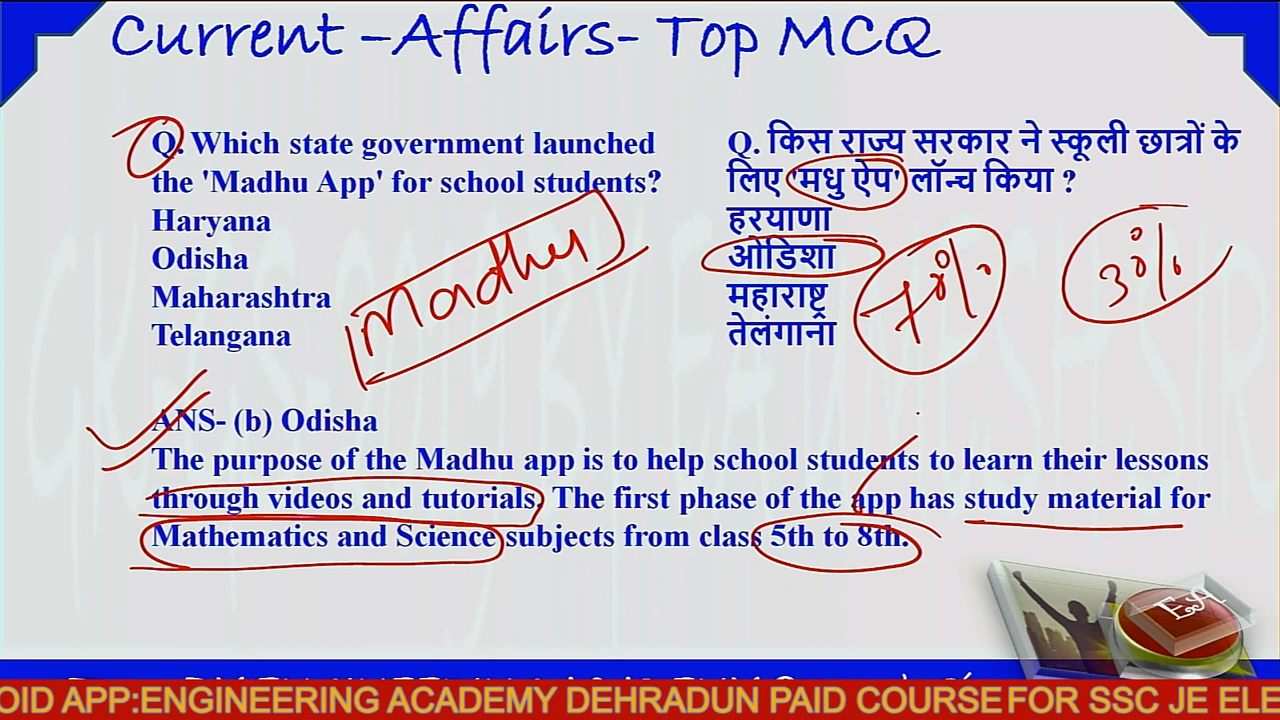 Current -Affairs- Top MCQ
Q. Which state government launched
the 'Madhu App' for school students?
Haryana
Odisha
Maharashtra
Telangana
Madhu
Q. किस राज्य सरकार ने स्कूली छात्रों के
लिए 'मधु ऐप' लॉन्च किया ?
हरयाणा
ओडिशा
महाराष्ट्र
तेलंगाना
30%
ANS- (b) Odisha
The purpose of the Madhu app is to help school students to learn their lessons
through videos and tutorials. The first phase of the app has study material for
Mathematics and Science subjects from class 5th to 8th.
EA
OID APP:ENGINEERING ACADEMY DEHRADUN PAID COURSE FOR SSC JE ELE